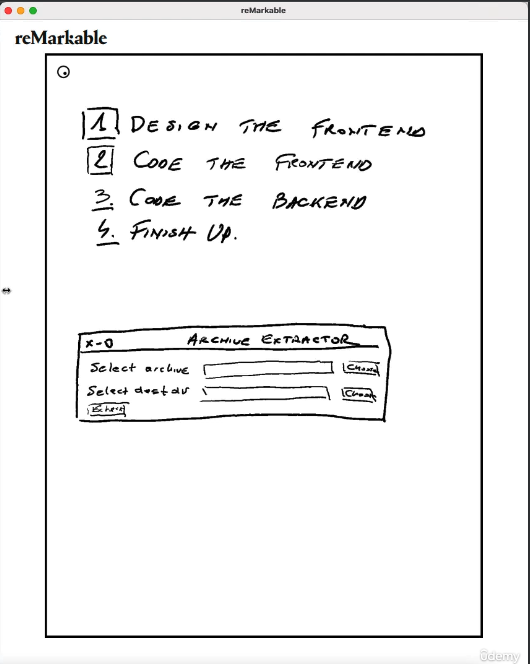 reMarkable
reMarkable
1 DESIGN THE FRONTEND
2 CODE THE FRONTEND
3. CODE THE BACKEND
4. FINISH UP.
X-O ARCHIVE EXTRACTOR
Select archive Choose
Select dest dir Choose
Extract
ûdemy